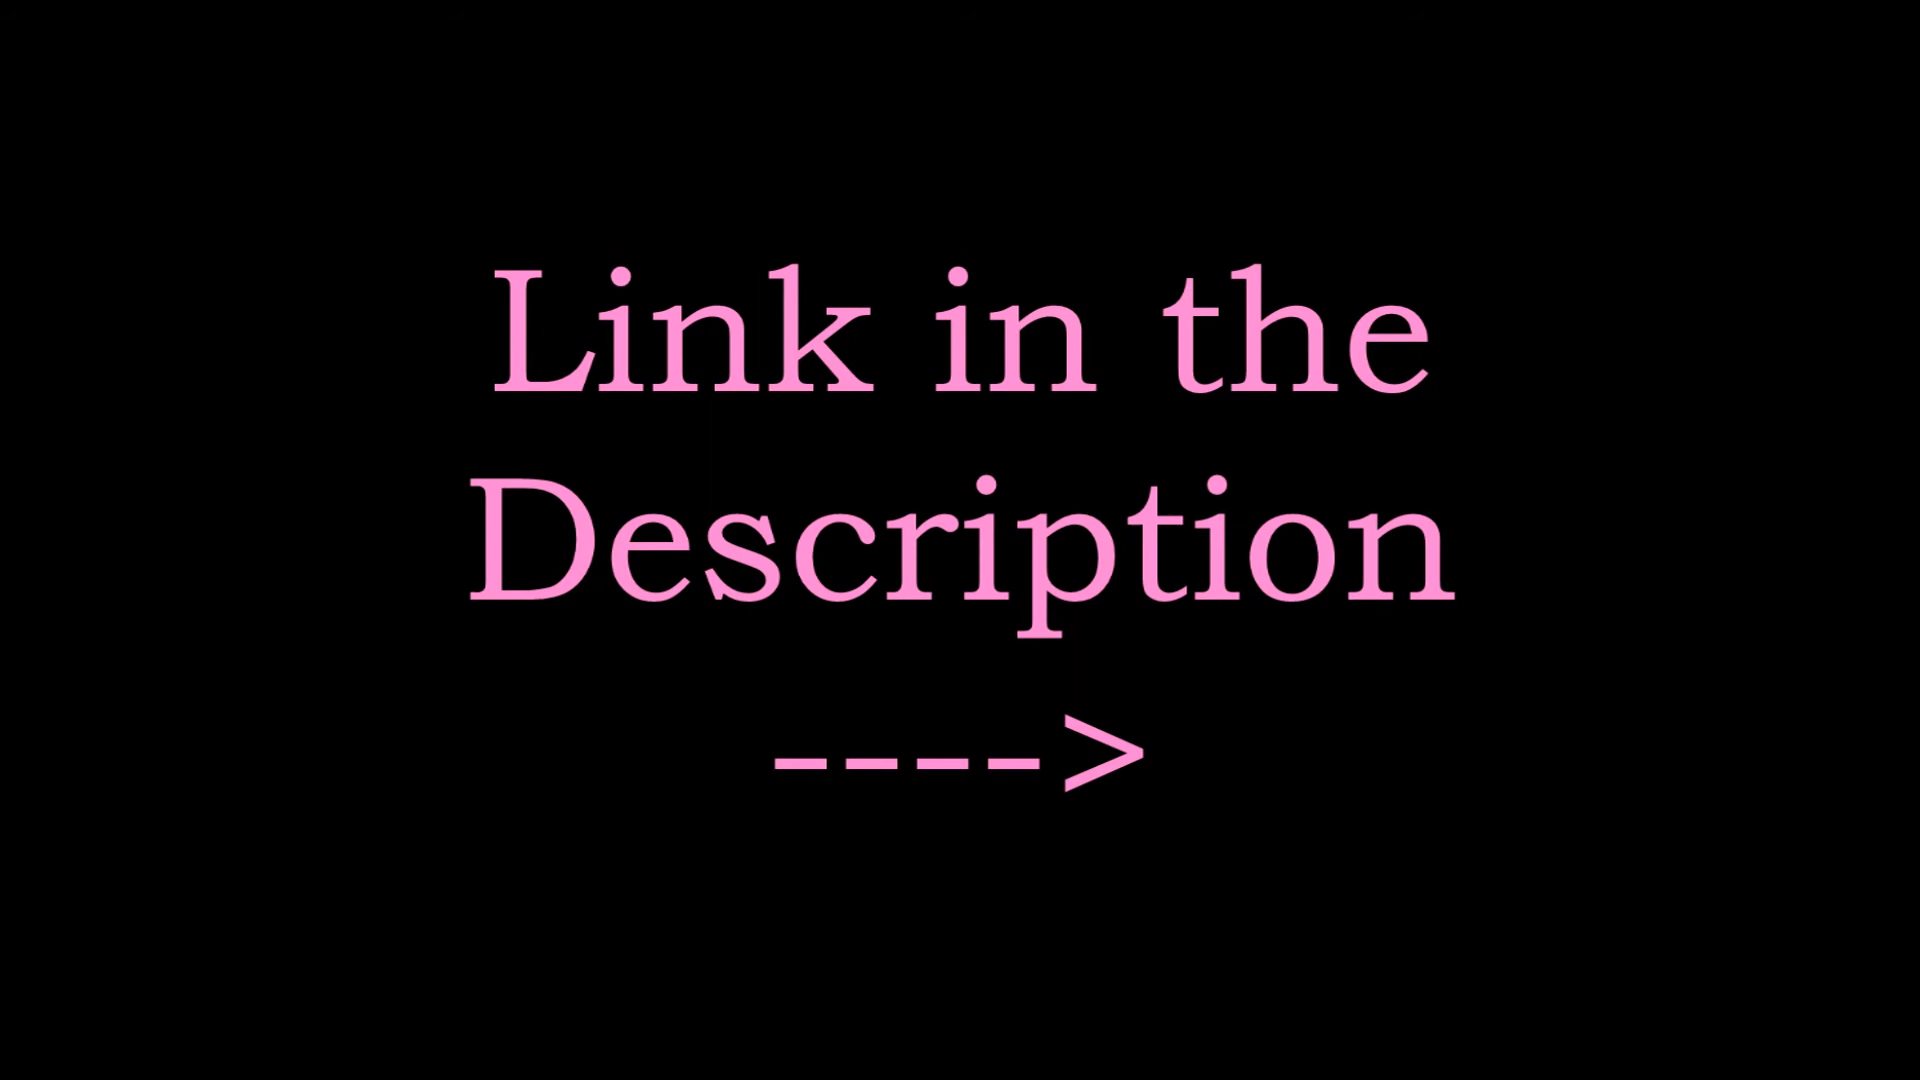 Link in the
Description
---->